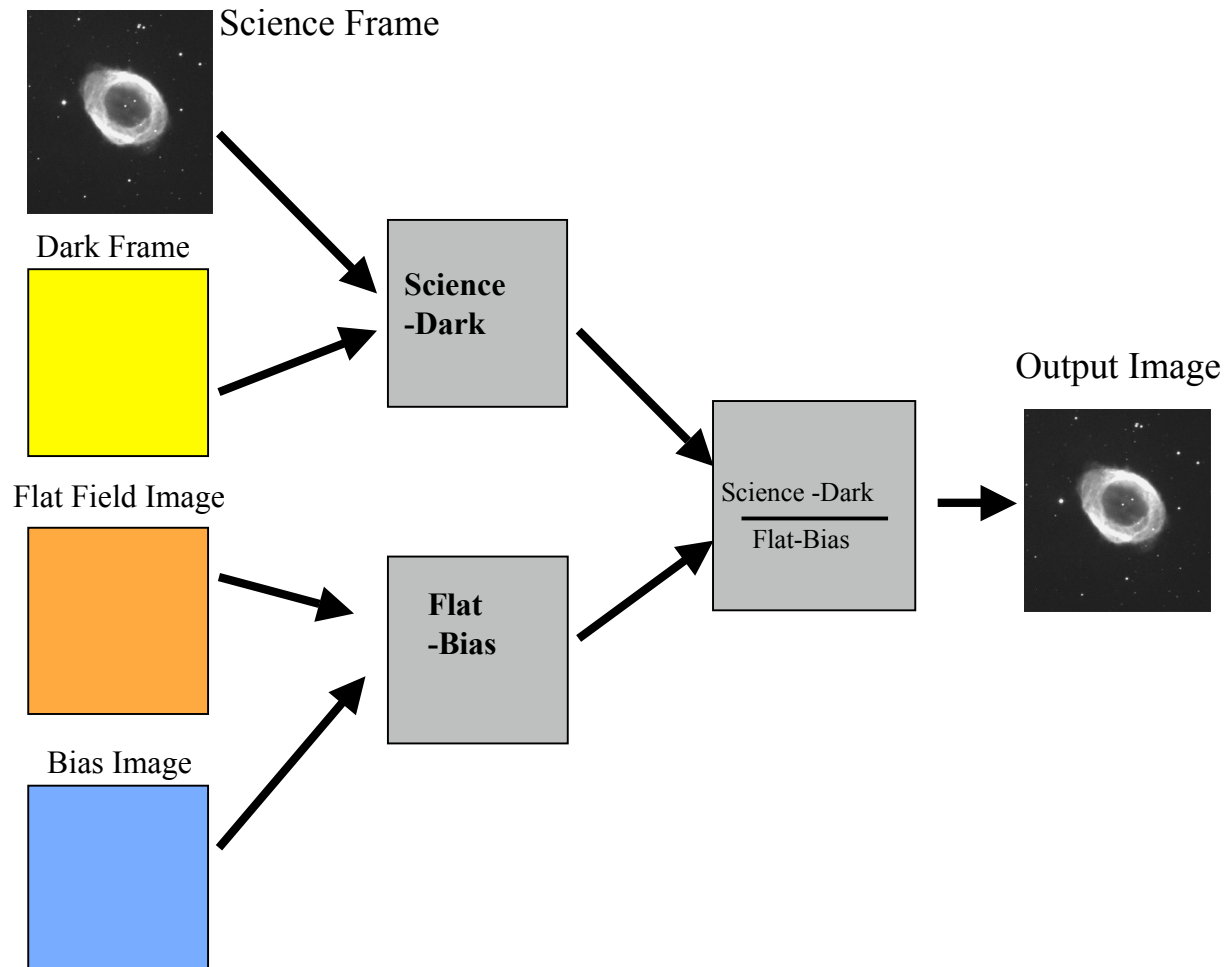 Science Frame
Dark Frame
Science
-Dark
Output Image
Science -Dark
Flat-Bias
Flat Field Image
Flat
-Bias
Bias Image